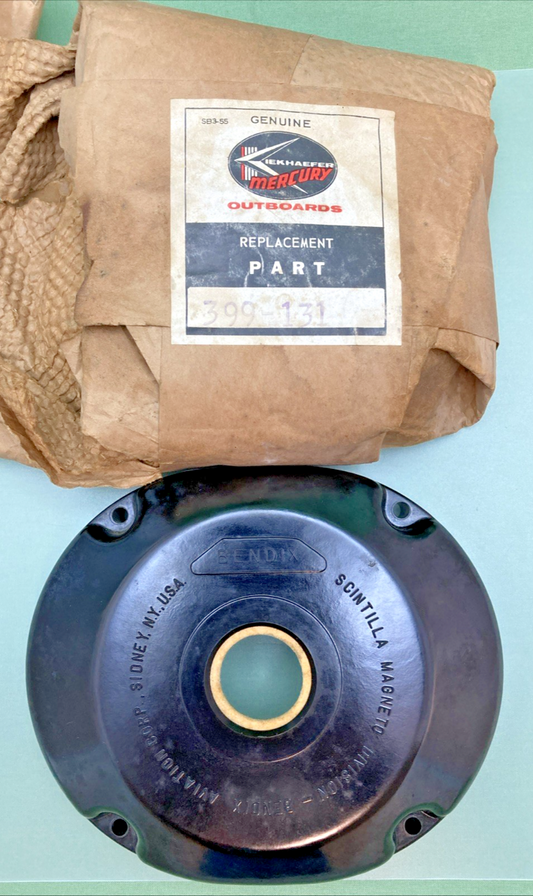 SB3-55 GENUINE
KIEKHAEFER
MERCURY
OUTBOARDS
REPLACEMENT
PART
399-131
BENDIX
SCINTILLA MAGNETO DIVISION - BENDIX AVIATION CORP., SIDNEY, N.Y., U.S.A.